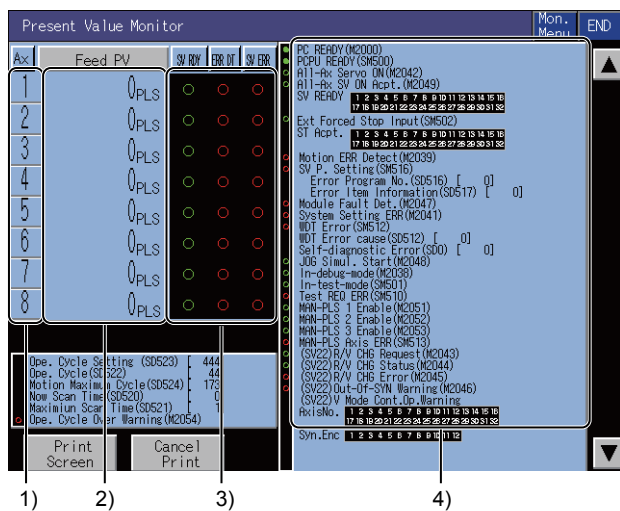 Present Value Monitor
Mon. Menu
END
Ax Feed PV SV RDY ERR DT SV ERR
1 0PLS
2 0PLS
3 0PLS
4 0PLS
5 0PLS
6 0PLS
7 0PLS
8 0PLS
Ope. Cycle Setting (SD523) [ 444
Ope. Cycle(SD522) 44
Motion Maximum Cycle(SD524) [ 173
Now Scan Time(SD520) 0
Maximiun Scan Time(SD521) 1
Ope. Cycle Over Warning(M2054)
Print Screen
Cancel Print
PC READY(M2000)
PCPU READY(SM500)
All-Ax Servo ON(M2042)
All-Ax SV ON Acpt.(M2049)
SV READY 1 2 3 4 5 6 7 8 9 10 11 12 13 14 15 16
17 18 19 20 21 22 23 24 25 26 27 28 29 30 31 32
Ext Forced Stop Input(SM502)
ST Acpt. 1 2 3 4 5 6 7 8 9 10 11 12 13 14 15 16
17 18 19 20 21 22 23 24 25 26 27 28 29 30 31 32
Motion ERR Detect(M2039)
SV P. Setting(SM516)
Error Program No.(SD516) [ 0]
Error Item Information(SD517) [ 0]
Module Fault Det.(M2047)
System Setting ERR(M2041)
WDT Error(SM512)
WDT Error cause(SD512) [ 0]
Self-diagnostic Error(SD0) [ 0]
JOG Simul. Start(M2048)
In-debug-mode(M2038)
In-test-mode(SM501)
Test REQ ERR(SM510)
MAN-PLS 1 Enable(M2051)
MAN-PLS 2 Enable(M2052)
MAN-PLS 3 Enable(M2053)
MAN-PLS Axis ERR(SM513)
(SV22)R/V CHG Request(M2043)
(SV22)R/V CHG Status(M2044)
(SV22)R/V CHG Error(M2045)
(SV22)Out-Of-SYN Warning(M2046)
(SV22)V Mode Cont.Op.Warning
AxisNo. 1 2 3 4 5 6 7 8 9 10 11 12 13 14 15 16
17 18 19 20 21 22 23 24 25 26 27 28 29 30 31 32
Syn.Enc 1 2 3 4 5 6 7 8 9 10 11 12
1) 2) 3) 4)